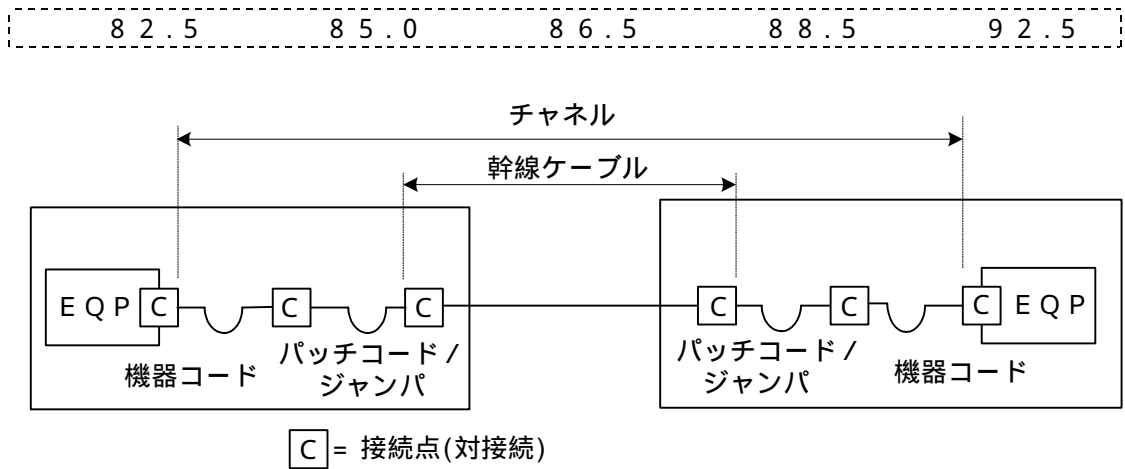 82.5 85.0 86.5 88.5 92.5
チャネル
幹線ケーブル
EQP C C C C C C EQP
機器コード
パッチコード/
ジャンパ
パッチコード/
ジャンパ
機器コード
C = 接続点(対接続)